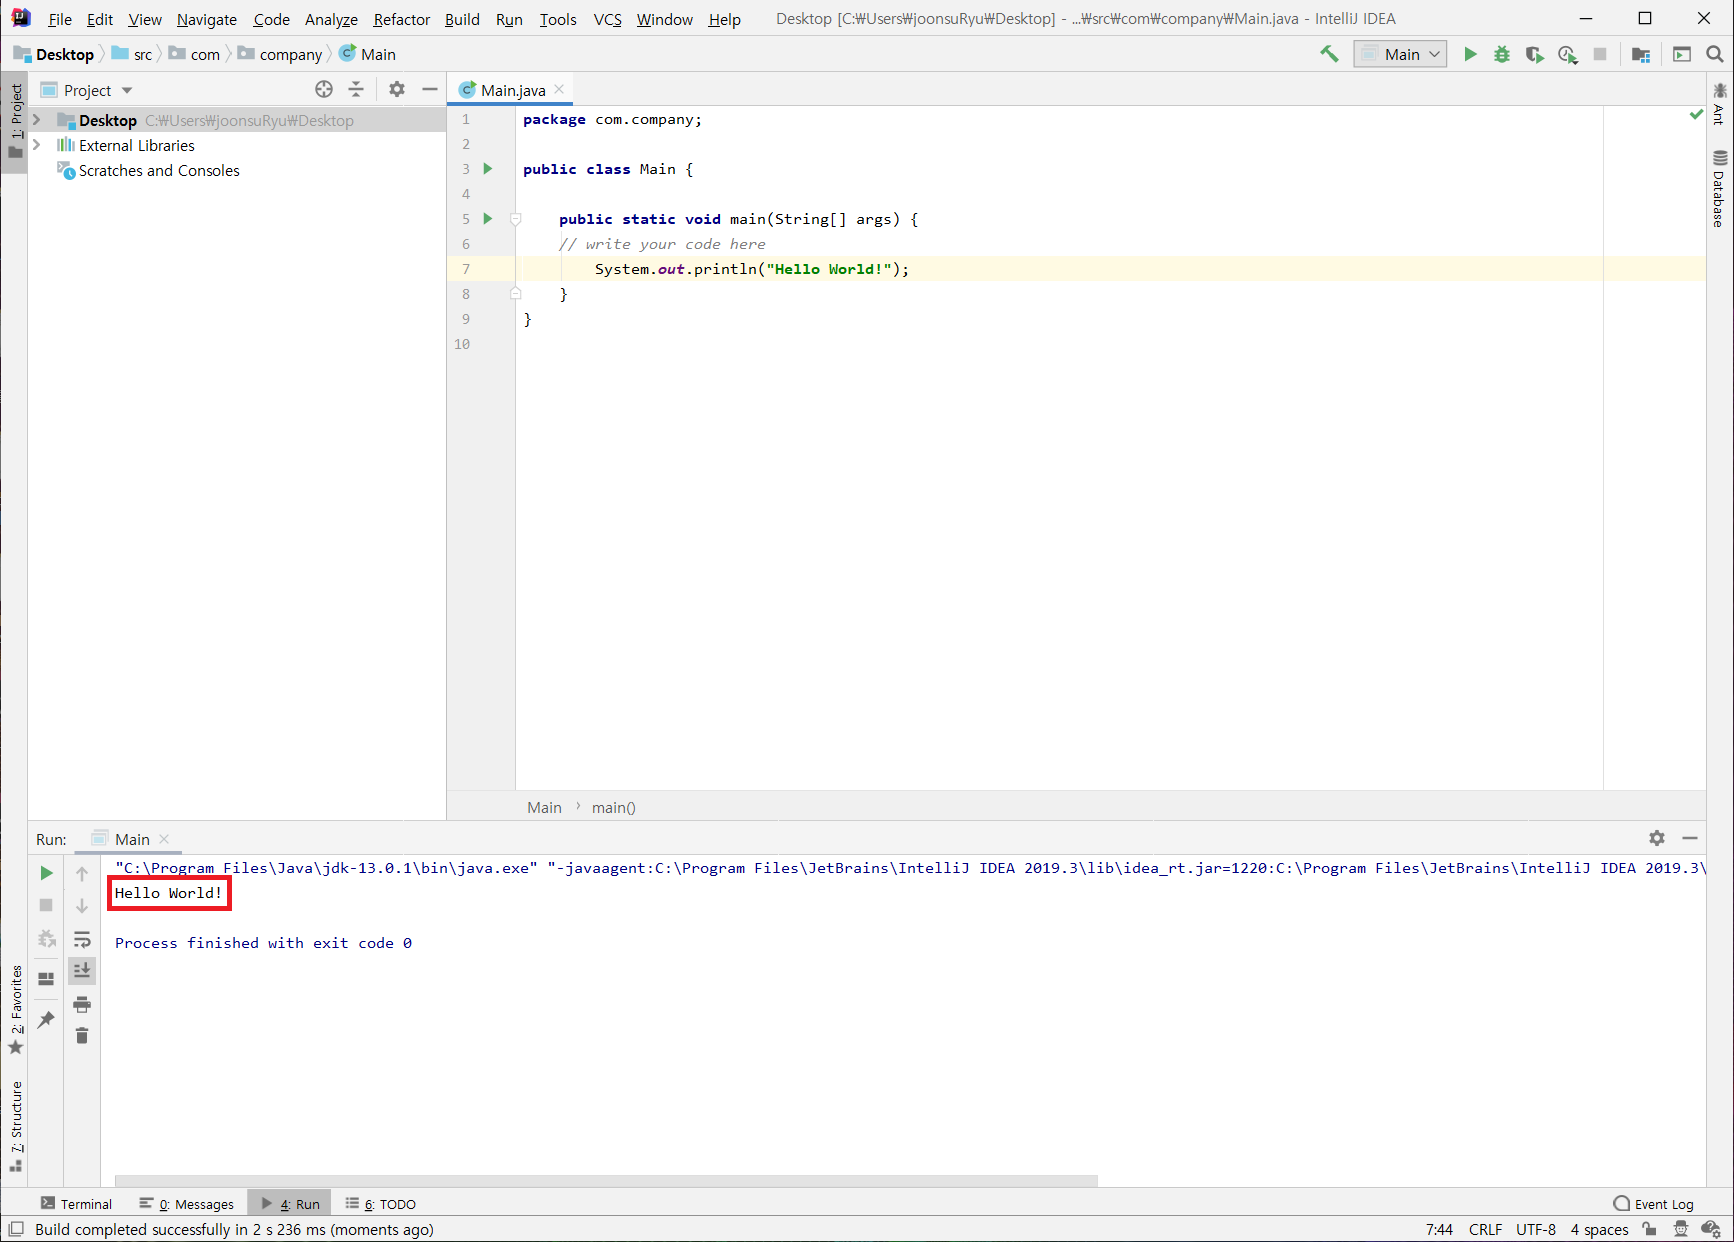 File Edit View Navigate Code Analyze Refactor Build Run Tools VCS Window Help Desktop [C:₩Users₩joonsuRyu₩Desktop] - ...₩src₩com₩company₩Main.java - IntelliJ IDEA
Desktop src com company Main Main
1: Project
Project
Desktop C:₩Users₩joonsuRyu₩Desktop
External Libraries
Scratches and Consoles
Main.java
1 package com.company;
2
3 public class Main {
4
5 public static void main(String[] args) {
6 // write your code here
7 System.out.println("Hello World!");
8 }
9 }
10
Main › main()
Ant
Database
Run: Main
"C:\Program Files\Java\jdk-13.0.1\bin\java.exe" "-javaagent:C:\Program Files\JetBrains\IntelliJ IDEA 2019.3\lib\idea_rt.jar=1220:C:\Program Files\JetBrains\IntelliJ IDEA 2019.3\
Hello World!
Process finished with exit code 0
2: Favorites
7: Structure
Terminal 0: Messages 4: Run 6: TODO Event Log
Build completed successfully in 2 s 236 ms (moments ago) 7:44 CRLF UTF-8 4 spaces